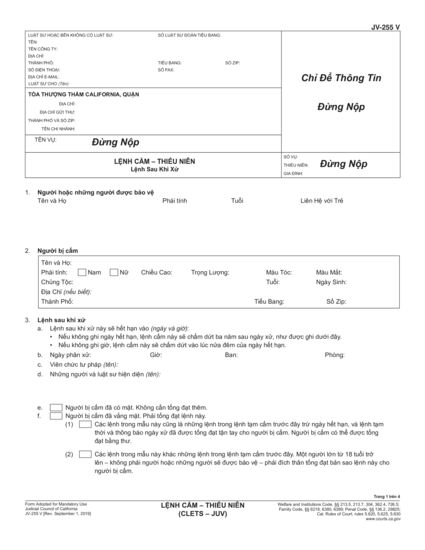 JV-255 V
LUẬT SƯ HOẶC BÊN KHÔNG CÓ LUẬT SƯ: SỐ LUẬT SƯ ĐOÀN TIỂU BANG:
TÊN:
TÊN CÔNG TY:
ĐỊA CHỈ:
THÀNH PHỐ: TIỂU BANG: SỐ ZIP:
SỐ ĐIỆN THOẠI: SỐ FAX:
ĐỊA CHỈ E-MAIL:
LUẬT SƯ CHO (Tên):
Chỉ Để Thông Tin
Đừng Nộp
TÒA THƯỢNG THẨM CALIFORNIA, QUẬN
ĐỊA CHỈ:
ĐỊA CHỈ GỬI THƯ:
THÀNH PHỐ VÀ SỐ ZIP:
TÊN CHI NHÁNH:
TÊN VỤ: Đừng Nộp
LỆNH CẤM – THIẾU NIÊN
Lệnh Sau Khi Xử
SỐ VỤ
THIẾU NIÊN: Đừng Nộp
GIA ĐÌNH:
1. Người hoặc những người được bảo vệ
Tên và Họ Phái tính Tuổi Liên Hệ với Trẻ
2. Người bị cấm
Tên và Họ:
Phái tính: Nam Nữ Chiều Cao: Trọng Lượng: Màu Tóc: Màu Mắt:
Chủng Tộc: Tuổi: Ngày Sinh:
Địa Chỉ (nếu biết):
Thành Phố: Tiểu Bang: Số Zip:
3. Lệnh sau khi xử
a. Lệnh sau khi xử này sẽ hết hạn vào (ngày và giờ):
• Nếu không ghi ngày hết hạn, lệnh cấm này sẽ chấm dứt ba năm sau ngày xử, như được ghi dưới đây.
• Nếu không ghi giờ, lệnh cấm này sẽ chấm dứt vào lúc nửa đêm của ngày hết hạn.
b. Ngày phân xử: Giờ: Ban: Phòng:
c. Viên chức tư pháp (tên):
d. Những người và luật sư hiện diện (tên):
e. Người bị cấm đã có mặt. Không cần tống đạt thêm.
f. Người bị cấm đã vắng mặt. Phải tống đạt lệnh này.
(1) Các lệnh trong mẫu này cũng là những lệnh trong lệnh tạm cấm trước đây trừ ngày hết hạn, và lệnh tạm
thời và thông báo ngày xử đã được tống đạt tận tay cho người bị cấm. Người bị cấm có thể được tống
đạt bằng thư.
(2) Các lệnh trong mẫu này khác những lệnh trong lệnh tạm cấm trước đây. Một người lớn từ 18 tuổi trở
lên – không phải người hoặc những người sẽ được bảo vệ – phải đích thân tống đạt bản sao lệnh này cho
người bị cấm.
Trang 1 trên 4
Form Adopted for Mandatory Use
Judicial Council of California
JV-255 V [Rev. September 1, 2019]
LỆNH CẤM – THIẾU NIÊN
(CLETS – JUV)
Welfare and Institutions Code, §§ 213.5, 213.7, 304, 362.4, 726.5;
Family Code, §§ 6218, 6380, 6389; Penal Code, §§ 136.2, 29825;
Cal. Rules of Court, rules 5.620, 5.625, 5.630
www.courts.ca.gov